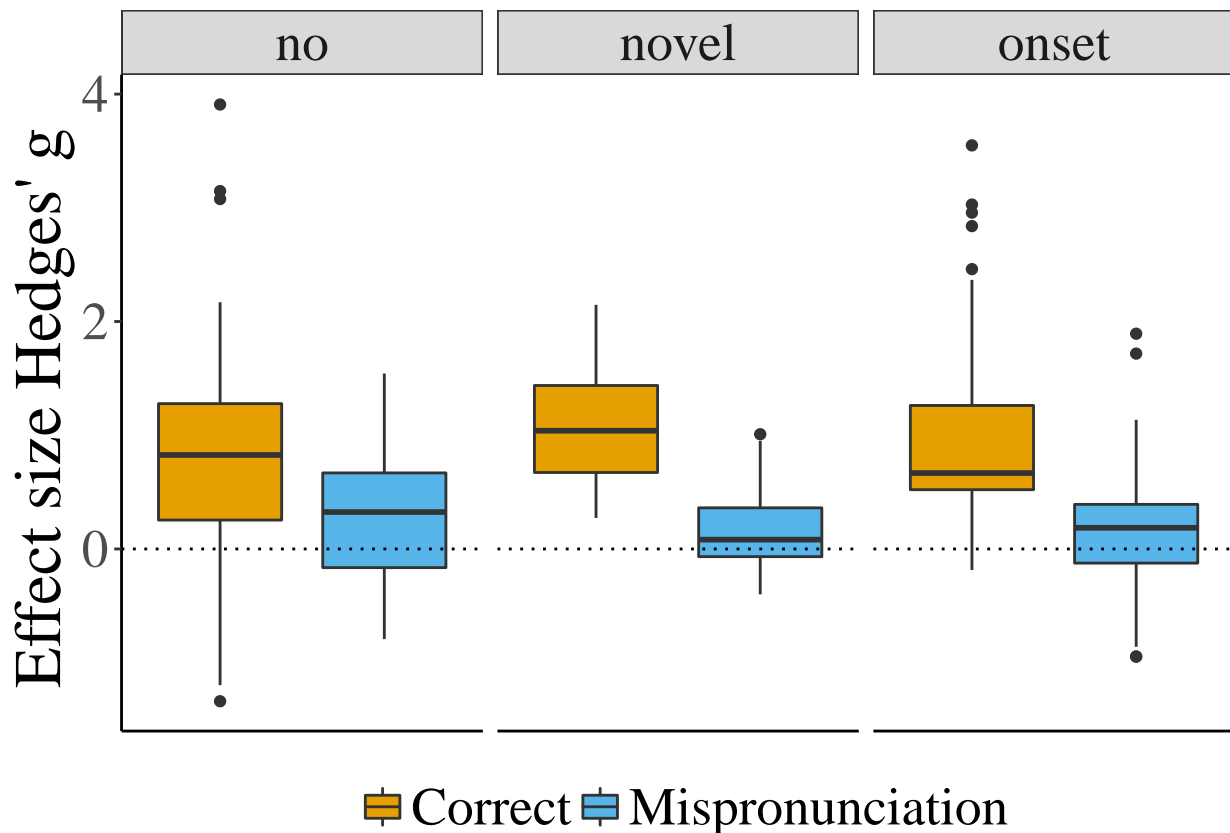 no novel onset
Effect size Hedges' g
4
2
0
Correct Mispronunciation